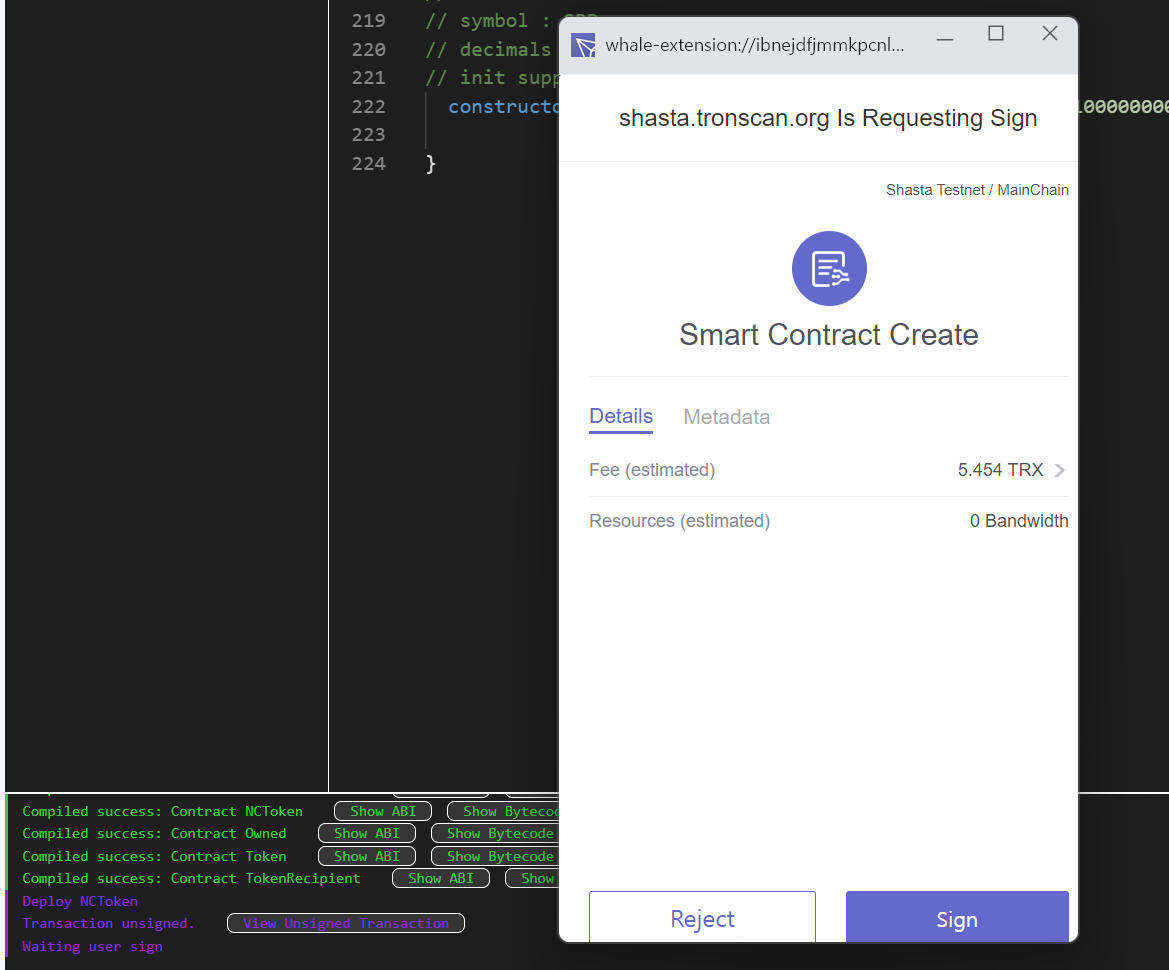 219 // symbol :
220 // decimals
221 // init supp
222 constructo 100000000
223
224 }
whale-extension://ibnejdfjmmkpcnl...
shasta.tronscan.org Is Requesting Sign
Shasta Testnet / MainChain
Smart Contract Create
Details Metadata
Fee (estimated) 5.454 TRX
Resources (estimated) 0 Bandwidth
Reject Sign
Compiled success: Contract NCToken Show ABI Show Bytecod
Compiled success: Contract Owned Show ABI Show Bytecode
Compiled success: Contract Token Show ABI Show Bytecode
Compiled success: Contract TokenRecipient Show ABI Show
Deploy NCToken
Transaction unsigned. View Unsigned Transaction
Waiting user sign